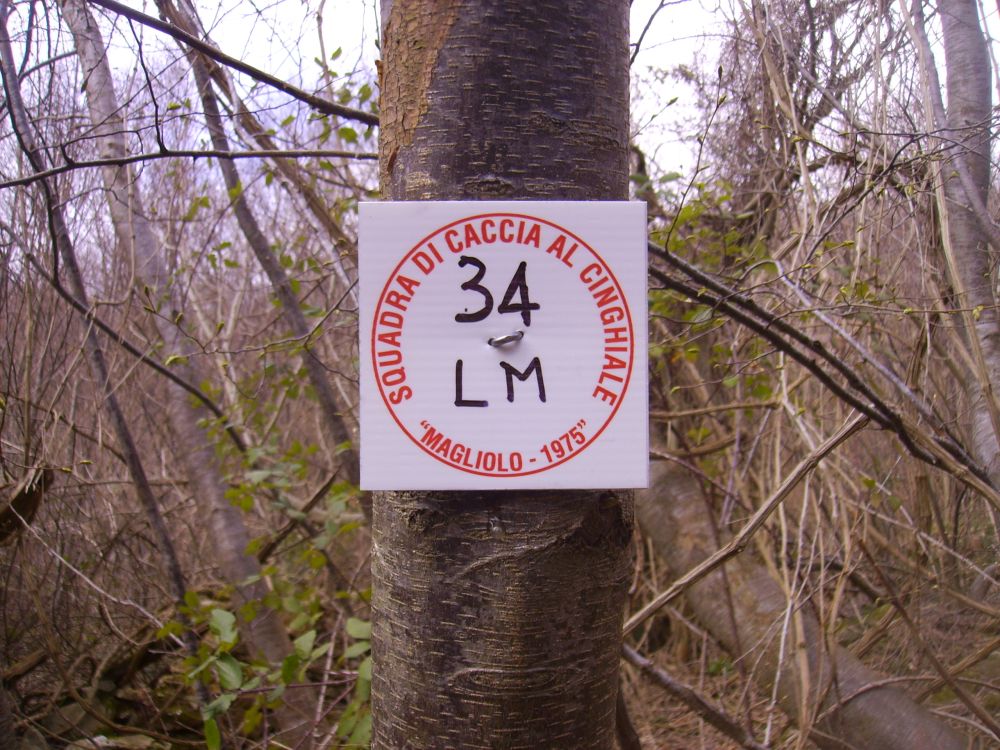 SQUADRA DI CACCIA AL CINGHIALE
34
LM
"MAGLIOLO - 1975"